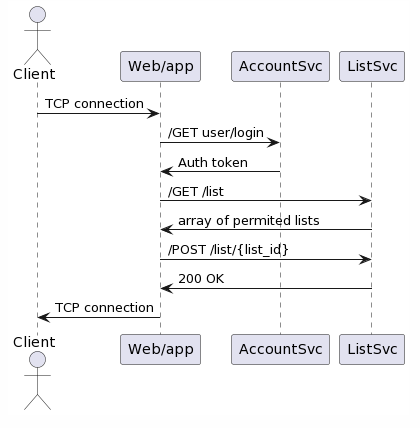 Client
Web/app
AccountSvc
ListSvc
TCP connection
/GET user/login
Auth token
/GET /list
array of permited lists
/POST /list/{list_id}
200 OK
TCP connection
Client
Web/app
AccountSvc
ListSvc